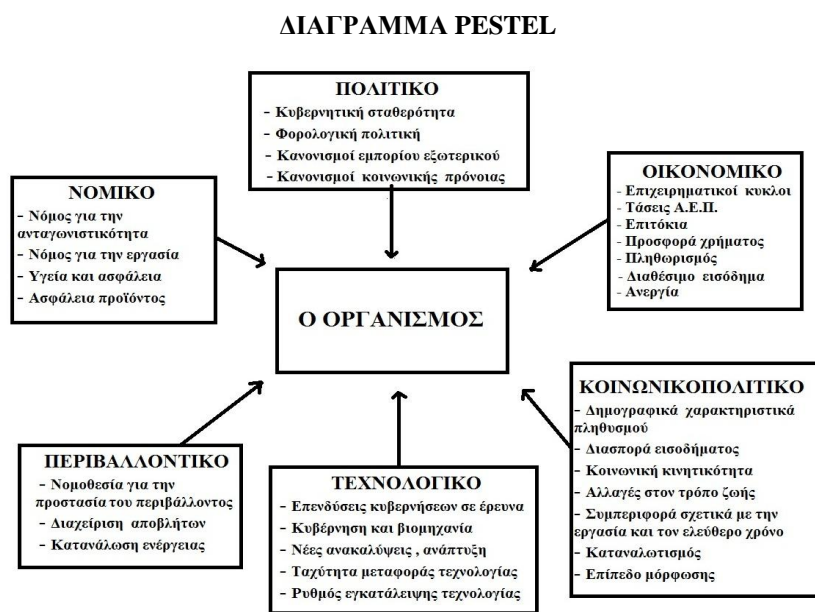 ΔΙΑΓΡΑΜΜΑ PESTEL
ΠΟΛΙΤΙΚΟ
- Κυβερνητική σταθερότητα
- Φορολογική πολιτική
- Κανονισμοί εμπορίου εξωτερικού
- Κανονισμοί κοινωνικής πρόνοιας
ΝΟΜΙΚΟ
- Νόμος για την
ανταγωνιστικότητα
- Νόμος για την εργασία
- Υγεία και ασφάλεια
- Ασφάλεια προϊόντος
ΟΙΚΟΝΟΜΙΚΟ
- Επιχειρηματικοί κυκλοι
- Τάσεις Α.Ε.Π.
- Επιτόκια
- Προσφορά χρήματος
- Πληθωρισμός
- Διαθέσιμο εισόδημα
- Ανεργία
Ο ΟΡΓΑΝΙΣΜΟΣ
ΠΕΡΙΒΑΛΛΟΝΤΙΚΟ
- Νομοθεσία για την
προστασία του περιβάλλοντος
- Διαχείριση αποβλήτων
- Κατανάλωση ενέργειας
ΤΕΧΝΟΛΟΓΙΚΟ
- Επενδύσεις κυβερνήσεων σε έρευνα
- Κυβέρνηση και βιομηχανία
- Νέες ανακαλύψεις , ανάπτυξη
- Ταχύτητα μεταφοράς τεχνολογίας
- Ρυθμός εγκατάλειψης τεχνολογίας
ΚΟΙΝΩΝΙΚΟΠΟΛΙΤΙΚΟ
- Δημογραφικά χαρακτηριστικά
πληθυσμού
- Διασπορά εισοδήματος
- Κοινωνική κινητικότητα
- Αλλαγές στον τρόπο ζωής
- Συμπεριφορά σχετικά με την
εργασία και τον ελεύθερο χρόνο
- Καταναλοτισμός
- Επίπεδο μόρφωσης